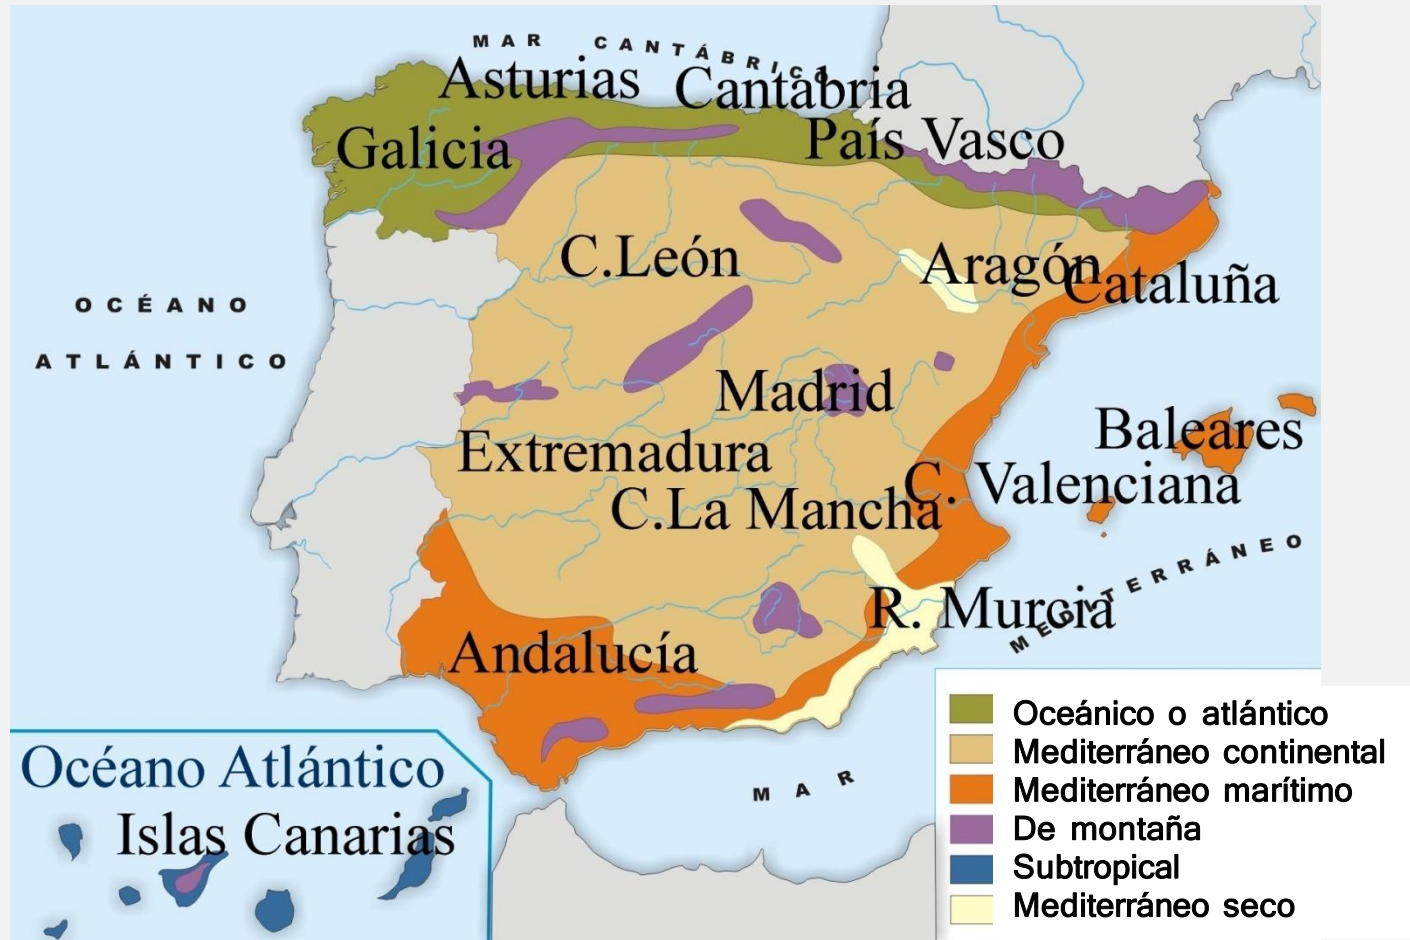 MAR CANTÁBRICO
Asturias
Cantabria
Galicia
País Vasco
C.León
Aragón
Cataluña
OCÉANO
ATLÁNTICO
Madrid
Baleares
Extremadura
C. Valenciana
C.La Mancha
MEDITERRÁNEO
R. Murcia
Andalucía
MAR
Océano Atlántico
Islas Canarias
Oceánico o atlántico
Mediterráneo continental
Mediterráneo marítimo
De montaña
Subtropical
Mediterráneo seco